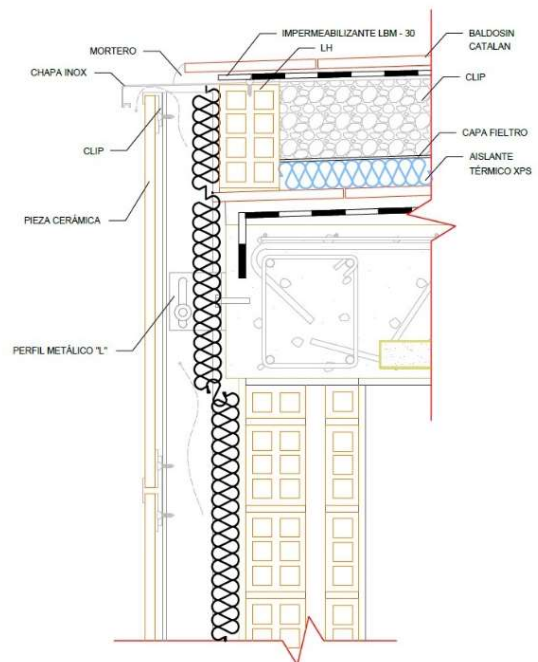 IMPERMEABILIZANTE LBM - 30
LH
BALDOSIN
CATALAN
MORTERO
CHAPA INOX
CLIP
CLIP
CAPA FIELTRO
AISLANTE
TÉRMICO XPS
PIEZA CERÁMICA
PERFIL METÁLICO "L"